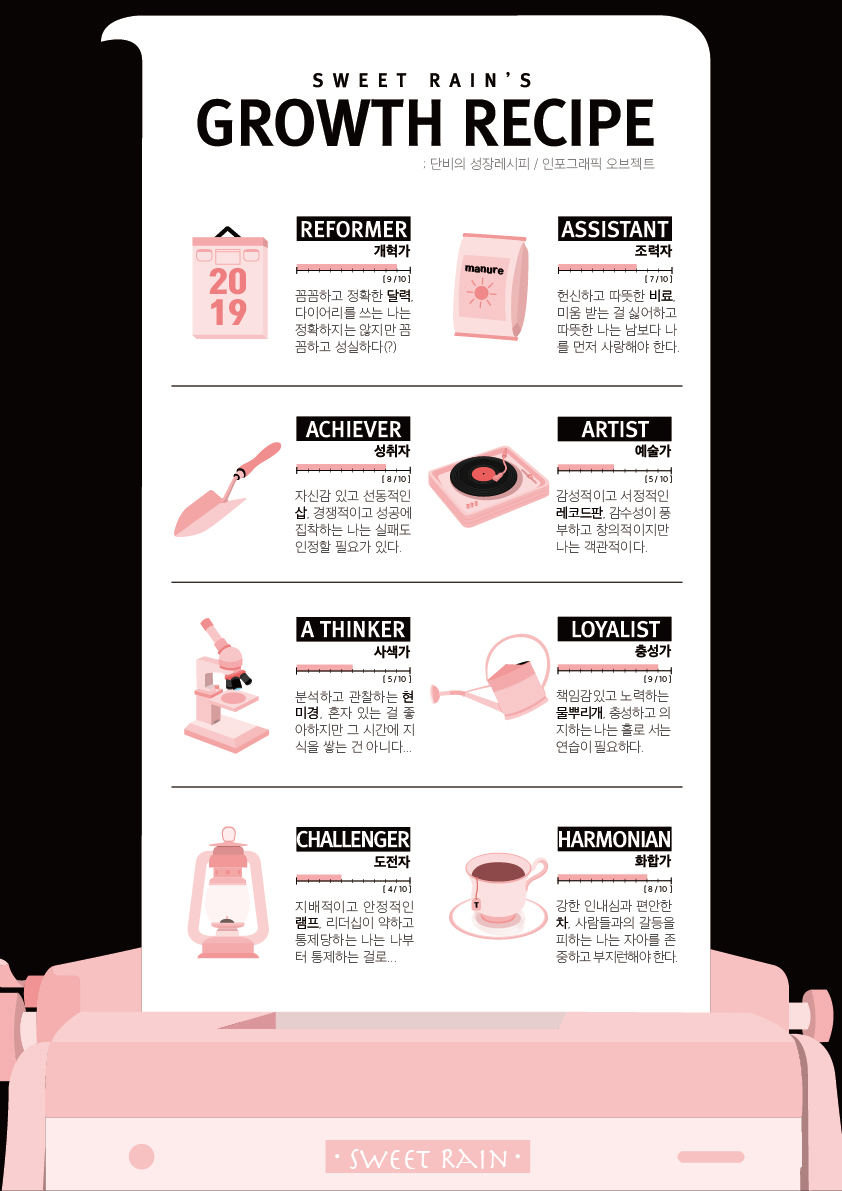 SWEET RAIN'S
GROWTH RECIPE
; 단비의 성장레시피 / 인포그래픽 오브젝트
20
19
REFORMER
개혁가
[ 9 / 10 ]
꼼꼼하고 정확한 달력,
다이어리를 쓰는 나는
정확하지는 않지만 꼼
꼼하고 성실하다(?)
manure
ASSISTANT
조력자
[ 7 / 10 ]
헌신하고 따뜻한 비료,
미움 받는 걸 싫어하고
따뜻한 나는 남보다 나
를 먼저 사랑해야 한다.
ACHIEVER
성취자
[ 8 / 10 ]
자신감 있고 선동적인
삽, 경쟁적이고 성공에
집착하는 나는 실패도
인정할 필요가 있다.
ARTIST
예술가
[ 5 / 10 ]
감성적이고 서정적인
레코드판, 감수성이 풍
부하고 창의적이지만
나는 객관적이다.
A THINKER
사색가
[ 5 / 10 ]
분석하고 관찰하는 현
미경, 혼자 있는 걸 좋
아하지만 그 시간에 지
식을 쌓는 건 아니다...
LOYALIST
충성가
[ 9 / 10 ]
책임감있고 노력하는
물뿌리개, 충성하고 의
지하는 나는 홀로 서는
연습이 필요하다.
CHALLENGER
도전자
[ 4 / 10 ]
지배적이고 안정적인
램프, 리더십이 약하고
통제당하는 나는 나부
터 통제하는 걸로...
T
HARMONIAN
화합가
[ 8 / 10 ]
강한 인내심과 편안한
차, 사람들과의 갈등을
피하는 나는 자아를 존
중하고 부지런해야 한다.
· SWEET RAIN ·